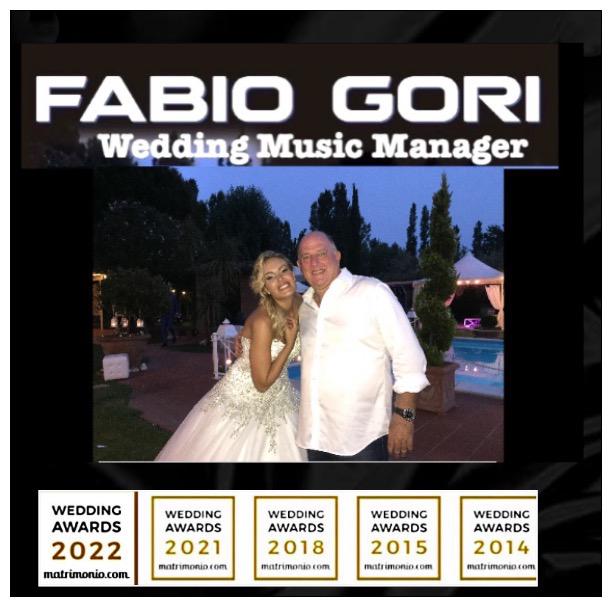 FABIO GORI
Wedding Music Manager
WEDDING
AWARDS
2022
matrimonio.com
WEDDING
AWARDS
2021
matrimonio.com
WEDDING
AWARDS
2018
matrimonio.com
WEDDING
AWARDS
2015
matrimonio.com
WEDDING
AWARDS
2014
matrimonio.com